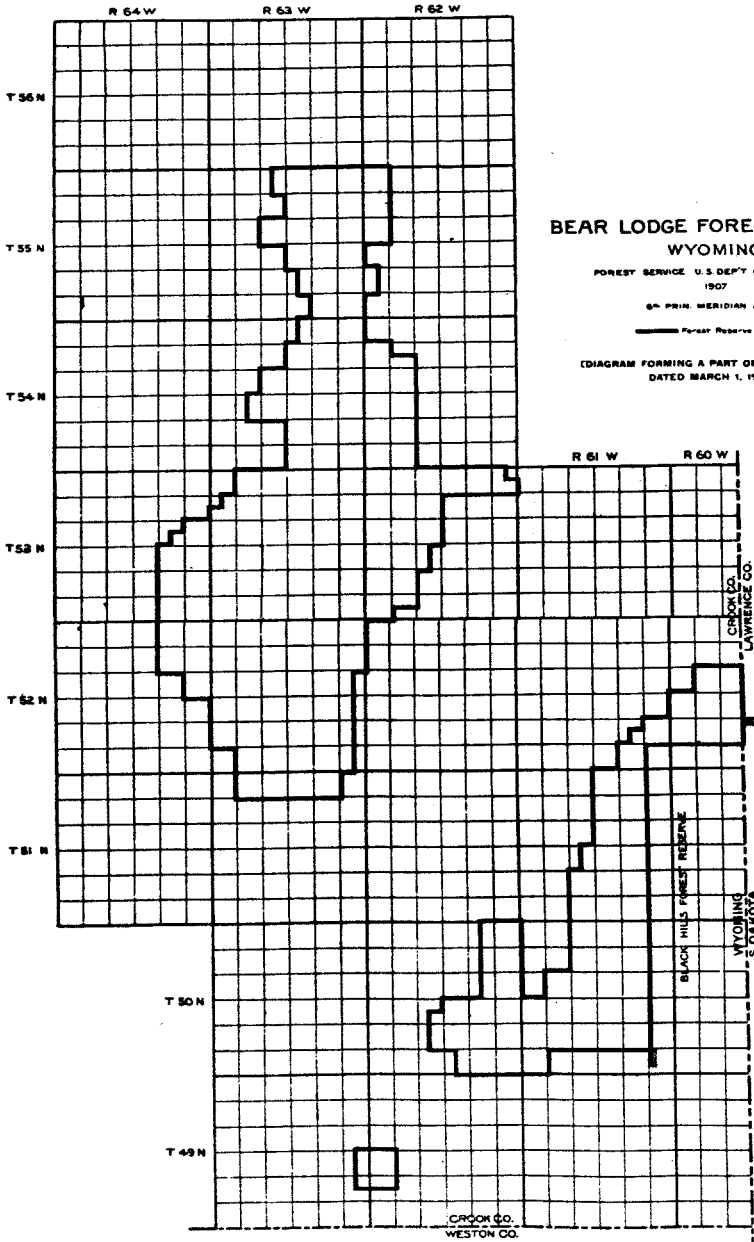 R 64 W R 63 W R 62 W
T 56 N
T 55 N
BEAR LODGE FORE
WYOMING
FOREST SERVICE U.S. DEP'T
1907
6th PRIN. MERIDIAN
Forest Reserve
[DIAGRAM FORMING A PART OF
DATED MARCH 1, 19
T 54 N
R 61 W R 60 W
T 53 N
CROOK CO.
LAWRENCE CO.
T 52 N
T 51 N
BLACK HILLS FOREST RESERVE
WYOMING
S. DAKOTA
T 50 N
T 49 N
CROOK CO.
WESTON CO.